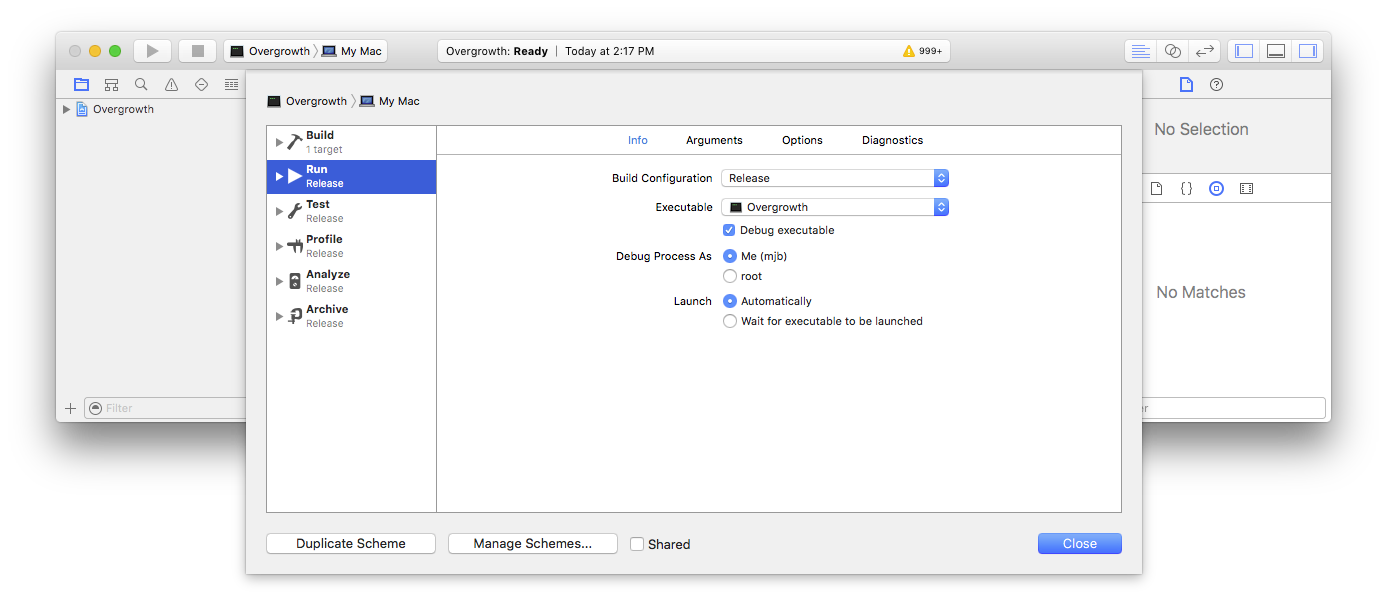 Overgrowth My Mac
Overgrowth: Ready | Today at 2:17 PM
999+
Overgrowth
No Selection
No Matches
Filter
Overgrowth My Mac
Build
1 target
Run
Release
Test
Release
Profile
Release
Analyze
Release
Archive
Release
Info Arguments Options Diagnostics
Build Configuration Release
Executable Overgrowth
Debug executable
Debug Process As Me (mjb)
root
Launch Automatically
Wait for executable to be launched
Duplicate Scheme Manage Schemes... Shared Close